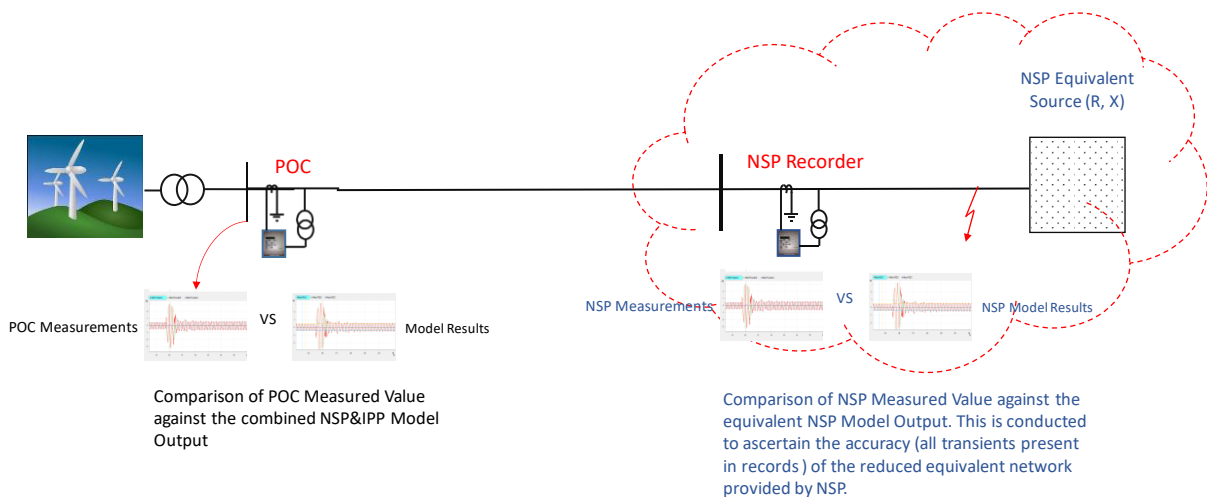 NSP Equivalent
Source (R, X)
POC
NSP Recorder
POC Measurements
VS
Model Results
NSP Measurements
VS
NSP Model Results
Comparison of POC Measured Value
against the combined NSP&IPP Model
Output
Comparison of NSP Measured Value against the
equivalent NSP Model Output. This is conducted
to ascertain the accuracy (all transients present
in records ) of the reduced equivalent network
provided by NSP.